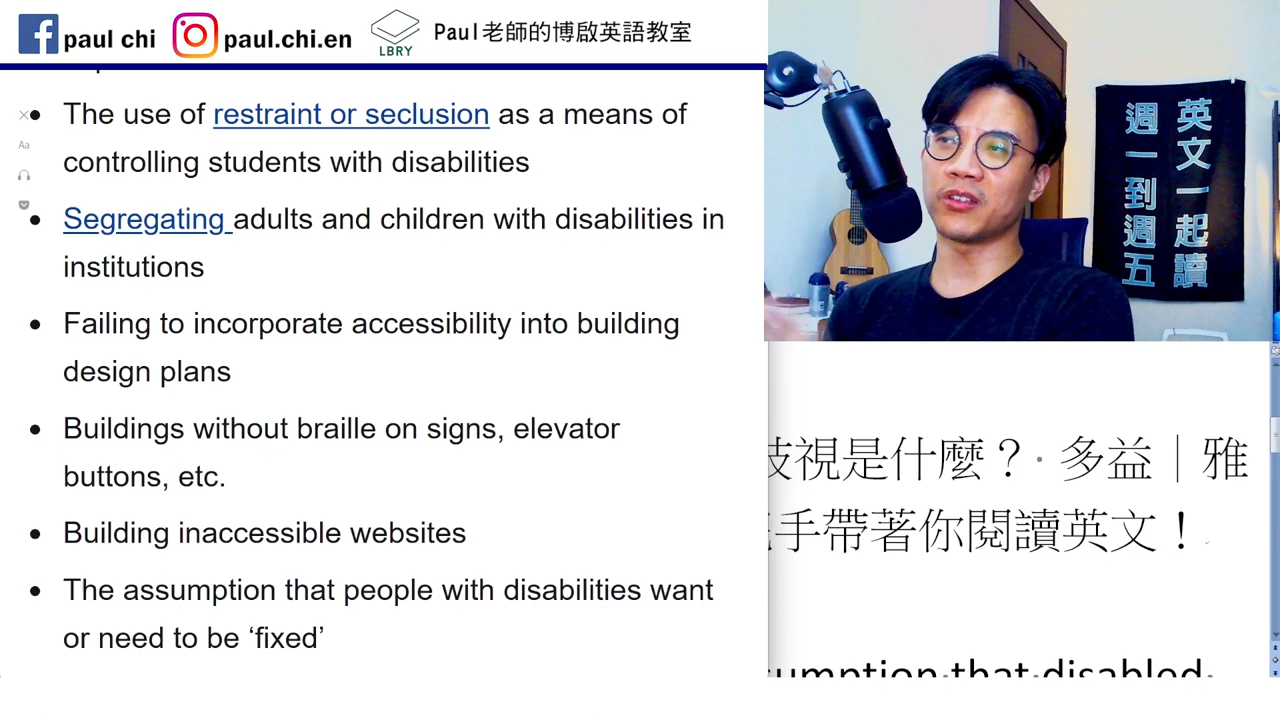 paul chi
paul.chi.en
LBRY
Paul老師的博啟英語教室
The use of restraint or seclusion as a means of
controlling students with disabilities
Segregating adults and children with disabilities in
institutions
Failing to incorporate accessibility into building
design plans
Buildings without braille on signs, elevator
buttons, etc.
Building inaccessible websites
The assumption that people with disabilities want
or need to be ‘fixed’
Aa
英文一起讀
週一到週五
視是什麼？多益｜雅
手帶著你閱讀英文！
that disabled